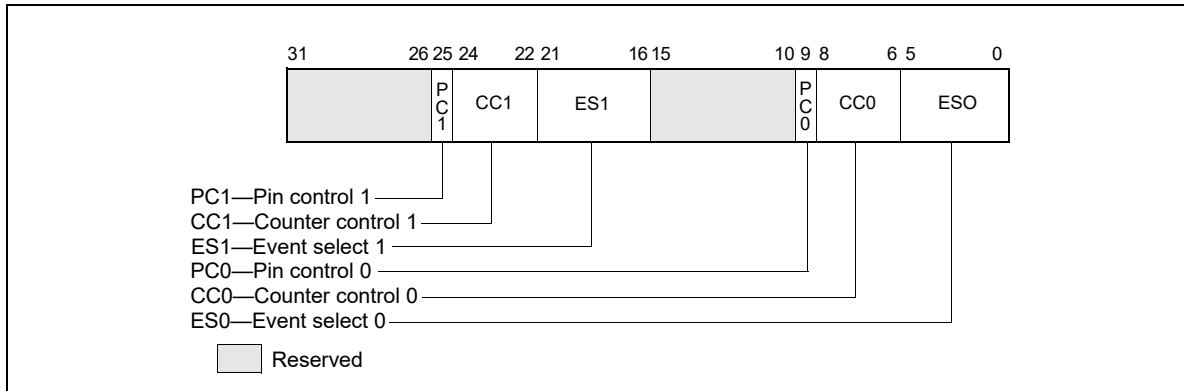 31 26 25 24 22 21 16 15 10 9 8 6 5 0
PC1 CC1 ES1 PC0 CC0 ESO
PC1—Pin control 1
CC1—Counter control 1
ES1—Event select 1
PC0—Pin control 0
CC0—Counter control 0
ES0—Event select 0
Reserved